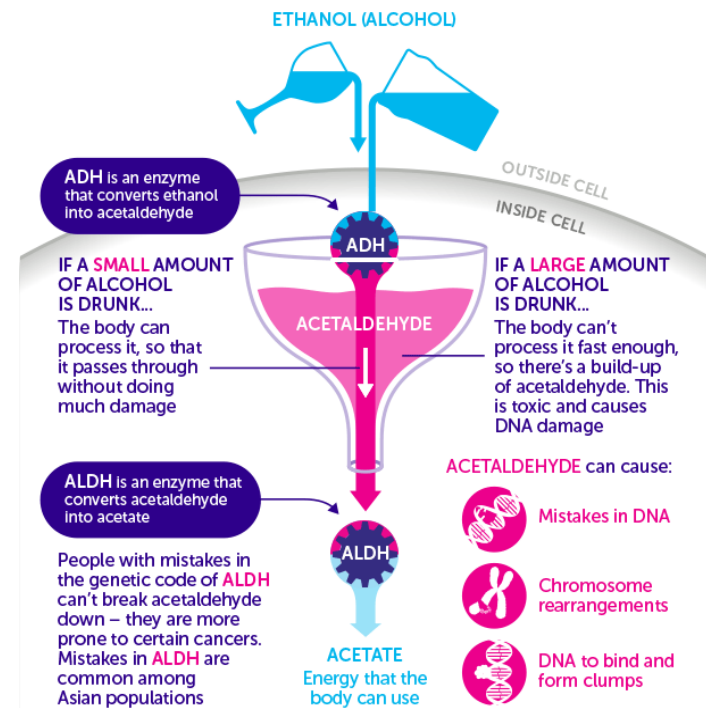 ETHANOL (ALCOHOL)
OUTSIDE CELL
INSIDE CELL
ADH is an enzyme
that converts ethanol
into acetaldehyde
ADH
IF A SMALL AMOUNT
OF ALCOHOL
IS DRUNK...
The body can
process it, so that
it passes through
without doing
much damage
ACETALDEHYDE
IF A LARGE AMOUNT
OF ALCOHOL
IS DRUNK...
The body can't
process it fast enough,
so there's a build-up
of acetaldehyde. This
is toxic and causes
DNA damage
ALDH is an enzyme that
converts acetaldehyde
into acetate
ALDH
People with mistakes in
the genetic code of ALDH
can't break acetaldehyde
down – they are more
prone to certain cancers.
Mistakes in ALDH are
common among
Asian populations
ACETATE
Energy that the
body can use
ACETALDEHYDE can cause:
Mistakes in DNA
Chromosome
rearrangements
DNA to bind and
form clumps